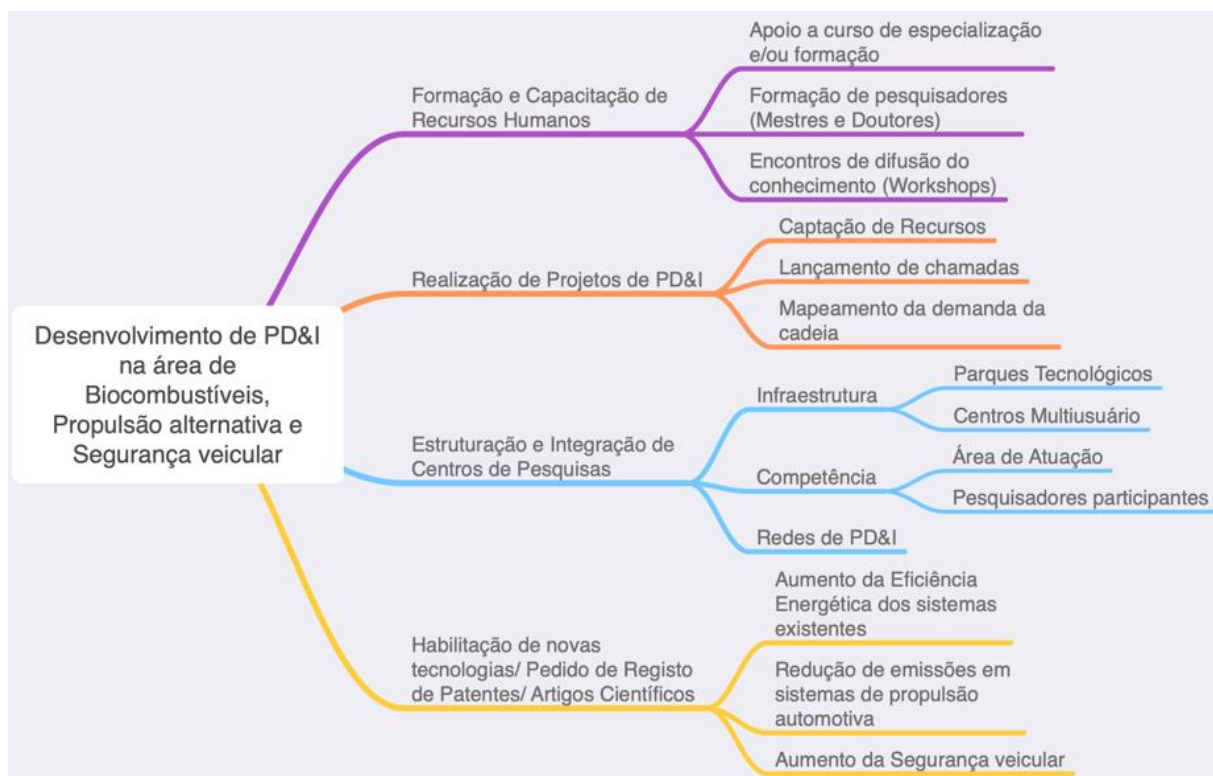 Desenvolvimento de PD&I
na área de
Biocombustíveis,
Propulsão alternativa e
Segurança veicular
Formação e Capacitação de
Recursos Humanos
Apoio a curso de especialização
e/ou formação
Formação de pesquisadores
(Mestres e Doutores)
Encontros de difusão do
conhecimento (Workshops)
Realização de Projetos de PD&I
Captação de Recursos
Lançamento de chamadas
Mapeamento da demanda da
cadeia
Estruturação e Integração de
Centros de Pesquisas
Infraestrutura
Parques Tecnológicos
Centros Multiusuário
Competência
Área de Atuação
Pesquisadores participantes
Redes de PD&I
Habilitação de novas
tecnologias/ Pedido de Registo
de Patentes/ Artigos Científicos
Aumento da Eficiência
Energética dos sistemas
existentes
Redução de emissões em
sistemas de propulsão
automotiva
Aumento da Segurança veicular